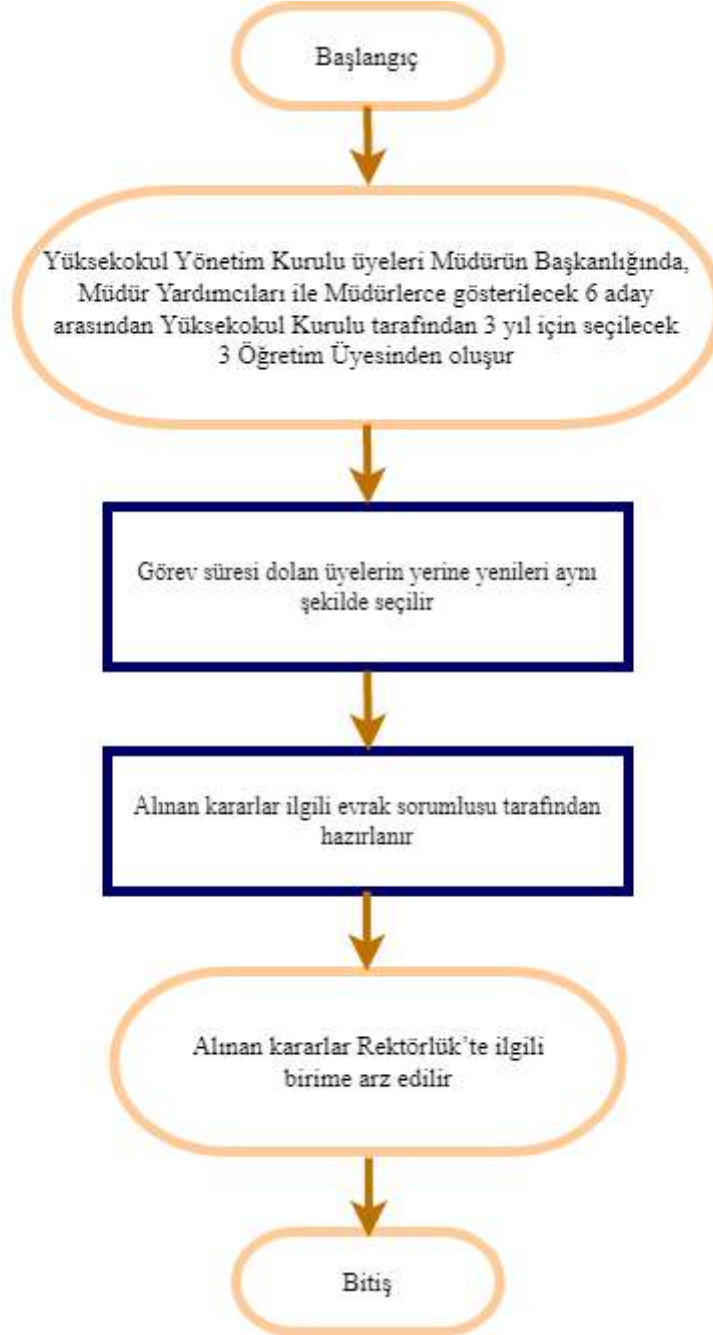 Başlangıç
Yüksekokul Yönetim Kurulu üyeleri Müdürün Başkanlığında,
Müdür Yardımcıları ile Müdürlerce gösterilecek 6 aday
arasından Yüksekokul Kurulu tarafından 3 yıl için seçilecek
3 Öğretim Üyesinden oluşur
Görev süresi dolan üyelerin yerine yenileri aynı
şekilde seçilir
Alınan kararlar ilgili evrak sorumlusu tarafından
hazırlanır
Alınan kararlar Rektörlük’te ilgili
birime arz edilir
Bitiş